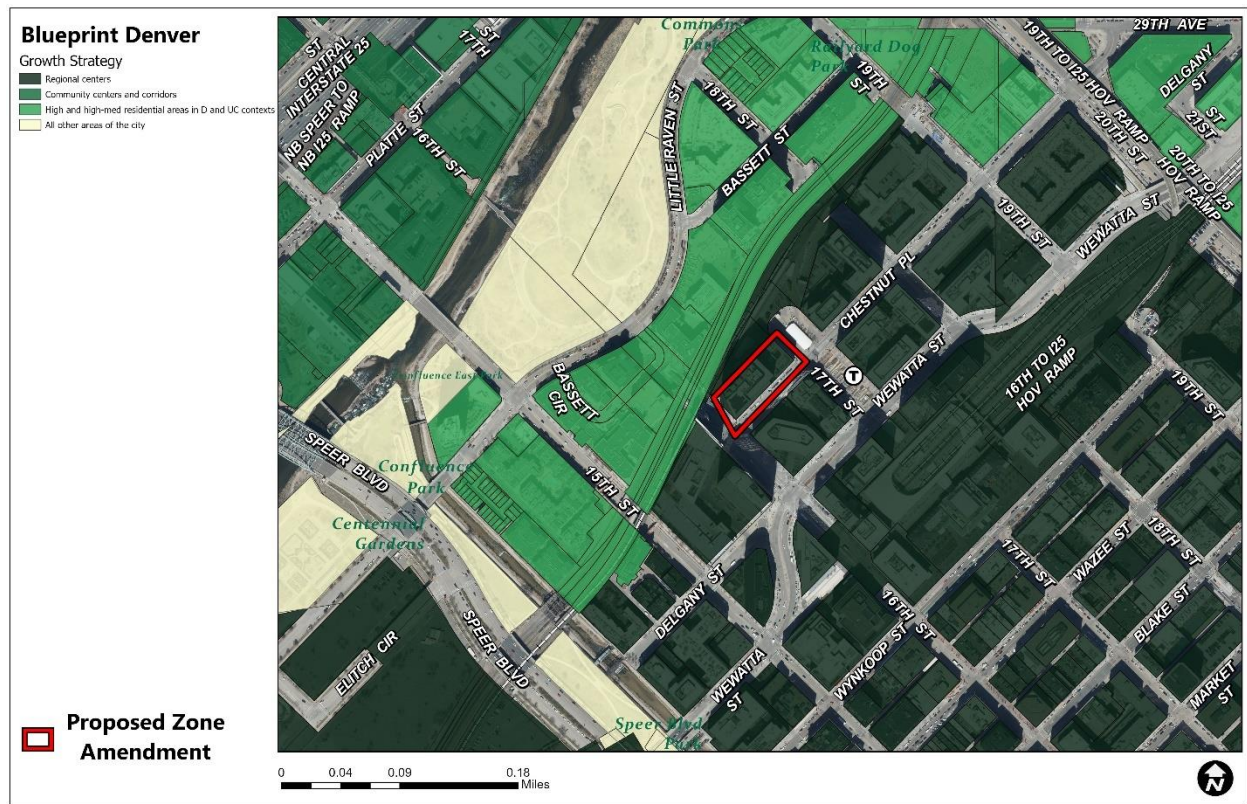 Blueprint Denver
Growth Strategy
Regional centers
Community centers and corridors
High and high-med residential areas in D and UC contexts
All other areas of the city
Proposed Zone
Amendment
0 0.04 0.09 0.18
Miles
N
ST
CENTRAL
INTERSTATE 25
NB SPEER TO
NB I25 RAMP
17TH
ST
PLATTE ST
16TH
ST
Commons
Park
Railyard Dog
Park
19TH
ST
18TH ST
LITTLE RAVEN ST
BASSETT ST
19TH TO I25 HOV RAMP
20TH ST
29TH AVE
DELGANY
ST
21ST
ST
20TH TO I25
HOV RAMP
WEWATTA ST
19TH ST
CHESTNUT PL
WEWATTA ST
17TH ST
T
16TH TO I25
HOV RAMP
19TH ST
Confluence East Park
BASSETT
CIR
SPEER BLVD
Confluence
Park
Centennial
Gardens
15TH ST
18TH ST
WAZEE ST
17TH ST
BLAKE ST
16TH ST
WYNKOOP ST
MARKET
ST
DELGANY ST
WEWATTA
ST
ELITCH CIR
SPEER BLVD
Speer Blvd
Park